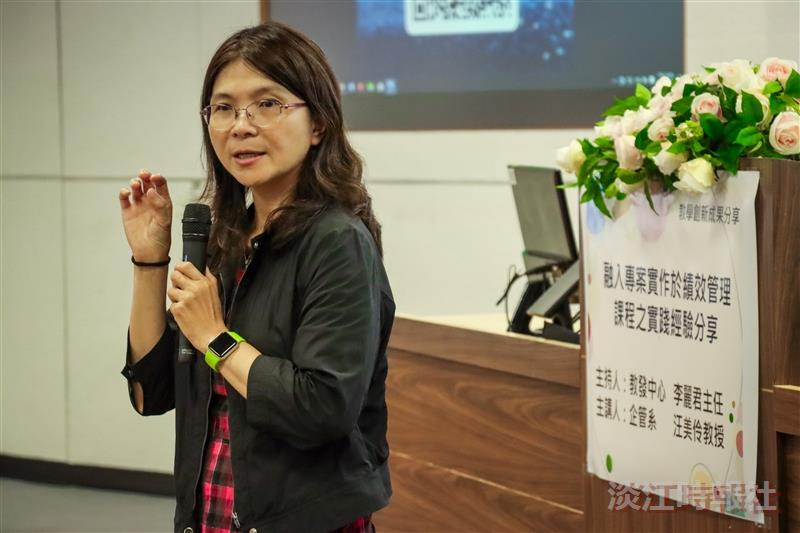 教學創新成果分享
融入專案實作於績效管理
課程之實踐經驗分享
主持人：教發中心 李麗君主任
主講人：企管系 汪美伶教授
淡江時報社